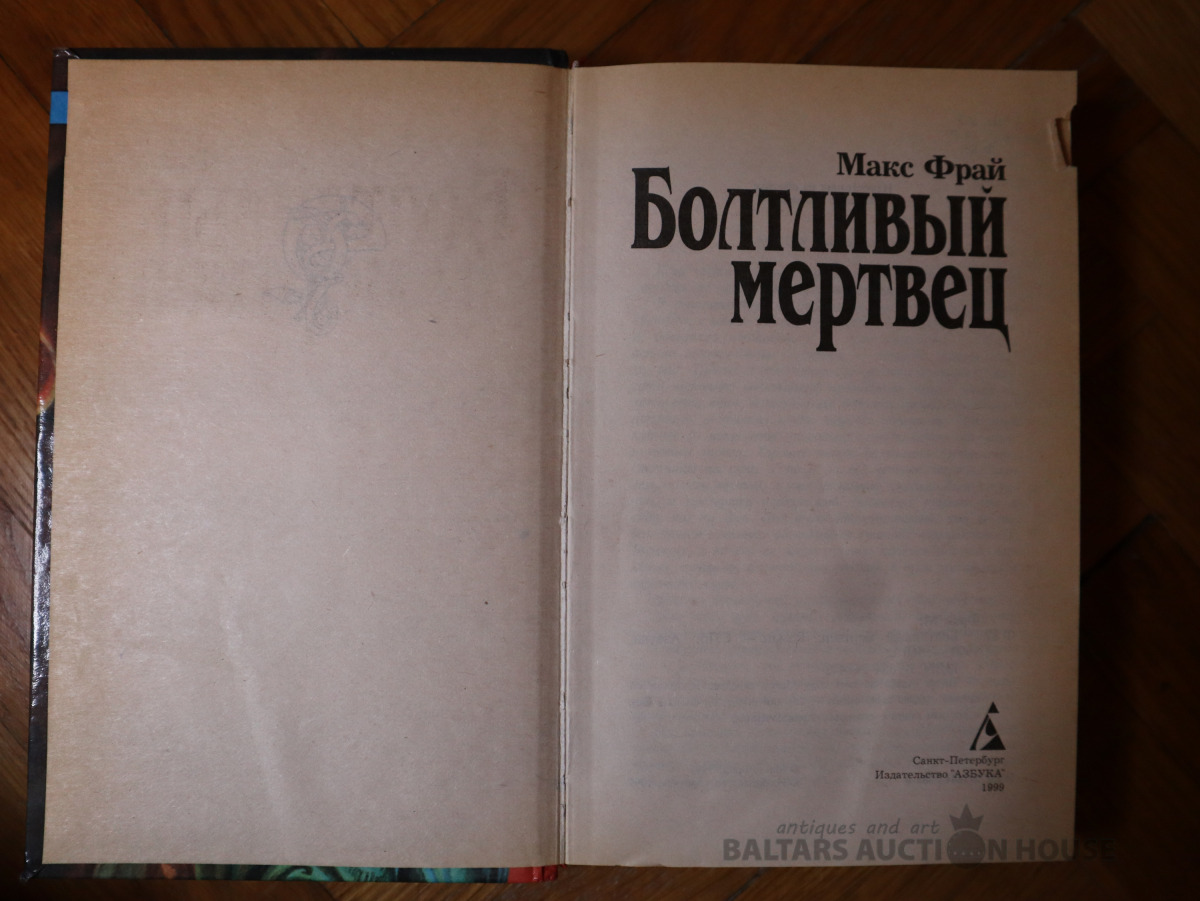 Макс Фрай
Болтливый
мертвец
Санкт-Петербург
Издательство "АЗБУКА"
1999
antiques and art
BALTARS AUCTION HOUSE